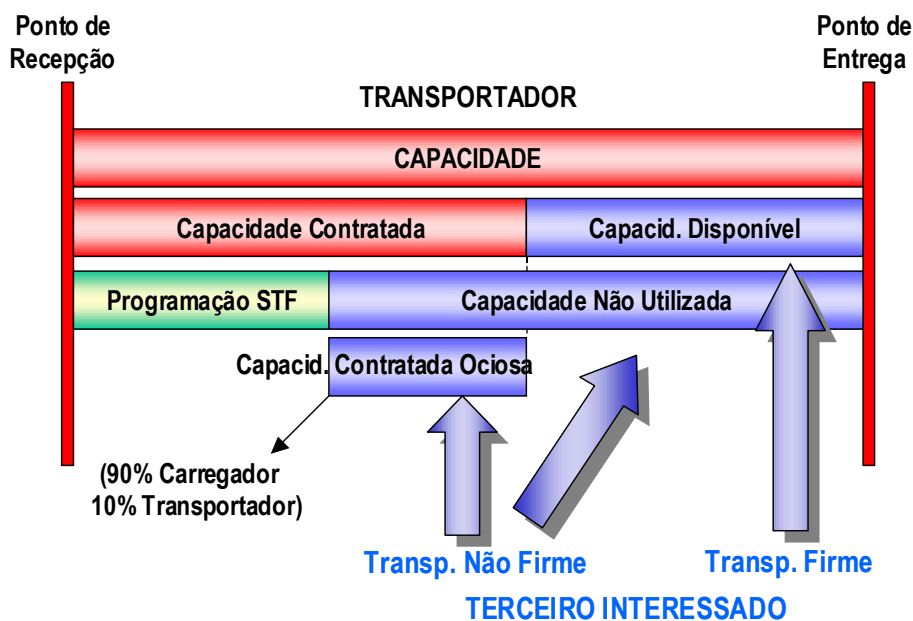 Ponto de
Recepção
Ponto de
Entrega
TRANSPORTADOR
CAPACIDADE
Capacidade Contratada
Capacid. Disponível
Programação STF
Capacidade Não Utilizada
Capacid. Contratada Ociosa
(90% Carregador
10% Transportador)
Transp. Não Firme
Transp. Firme
TERCEIRO INTERESSADO